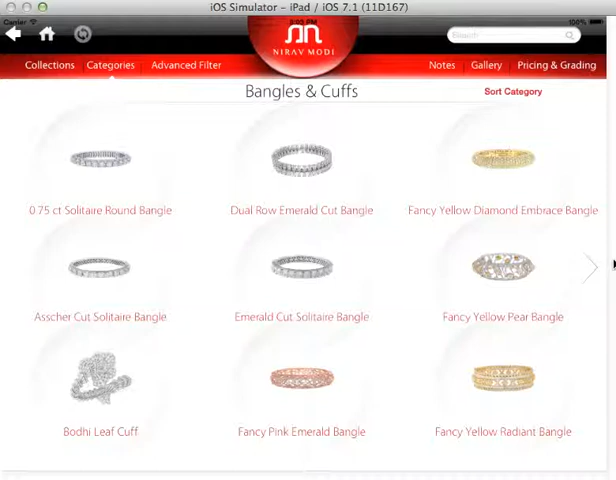 iOS Simulator – iPad / iOS 7.1 (11D167)
Carrier
100%
Search
NIRAV MODI
Collections Categories Advanced Filter Notes Gallery Pricing & Grading
Bangles & Cuffs
Sort Category
0.75 ct Solitaire Round Bangle Dual Row Emerald Cut Bangle Fancy Yellow Diamond Embrace Bangle
Asscher Cut Solitaire Bangle Emerald Cut Solitaire Bangle Fancy Yellow Pear Bangle
Bodhi Leaf Cuff Fancy Pink Emerald Bangle Fancy Yellow Radiant Bangle